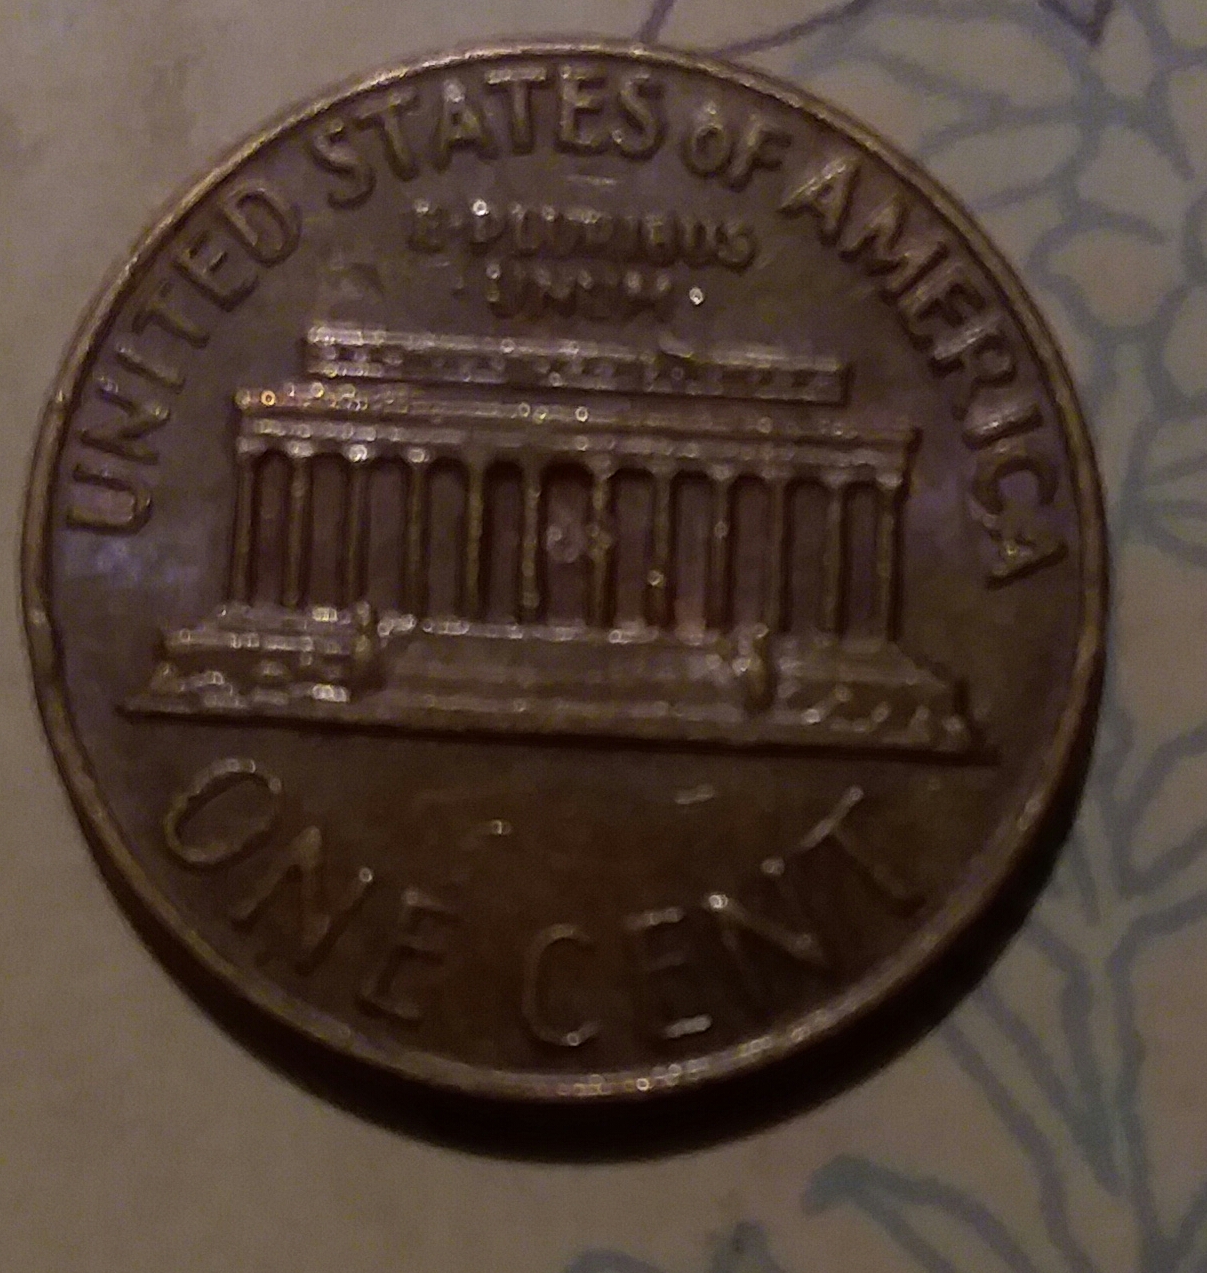 UNITED STATES OF AMERICA
E·PLURIBUS
·UNUM·
ONE CENT